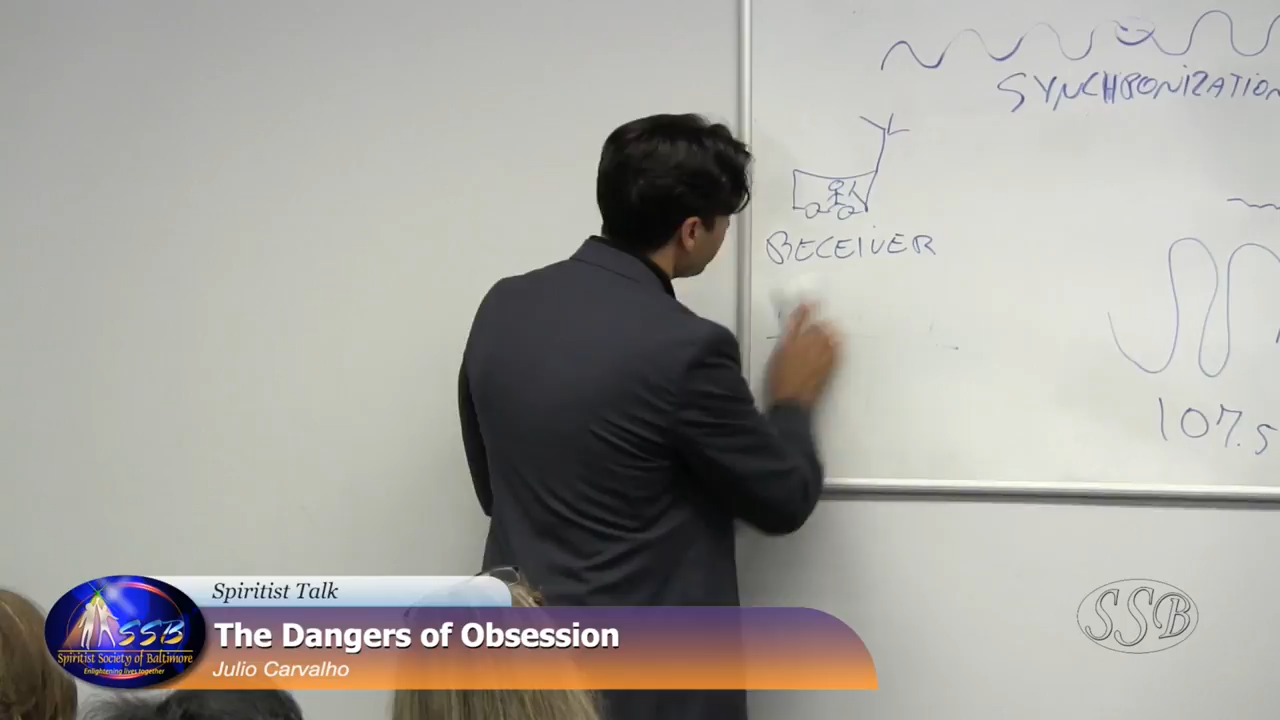 SYNCHRONIZATION
RECEIVER
107.5
Spiritist Talk
The Dangers of Obsession
Julio Carvalho
SSB
Spiritist Society of Baltimore
Enlightening lives together
SSB